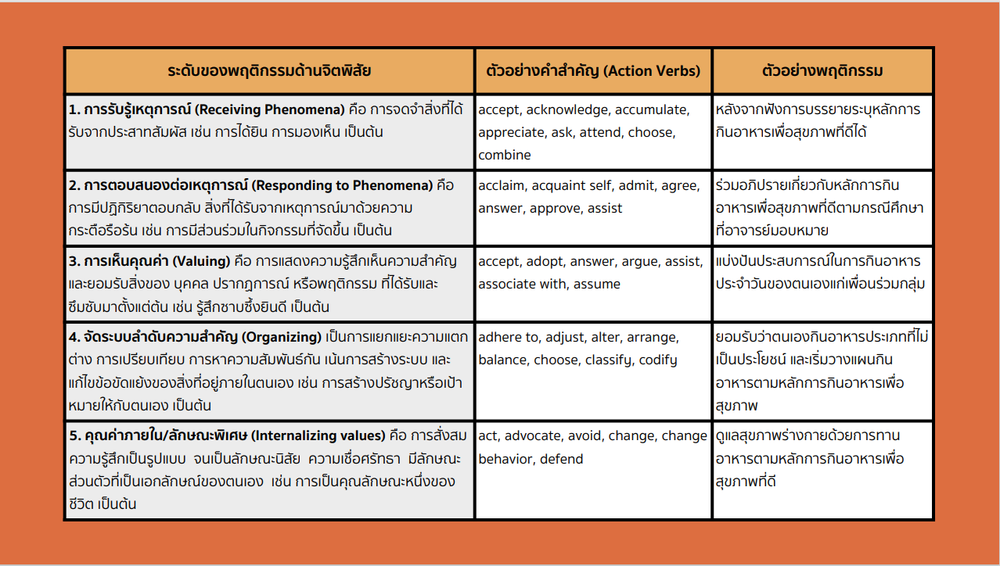 ระดับของพฤติกรรมด้านจิตพิสัย
ตัวอย่างคำสำคัญ (Action Verbs)
ตัวอย่างพฤติกรรม
1. การรับรู้เหตุการณ์ (Receiving Phenomena) คือ การจดจำสิ่งที่ได้
รับจากประสาทสัมผัส เช่น การได้ยิน การมองเห็น เป็นต้น
accept, acknowledge, accumulate,
appreciate, ask, attend, choose,
combine
หลังจากฟังการบรรยายระบุหลักการ
กินอาหารเพื่อสุขภาพที่ดีได้
2. การตอบสนองต่อเหตุการณ์ (Responding to Phenomena) คือ
การมีปฏิกิริยาตอบกลับ สิ่งที่ได้รับจากเหตุการณ์มาด้วยความ
กระตือรือร้น เช่น การมีส่วนร่วมในกิจกรรมที่จัดขึ้น เป็นต้น
acclaim, acquaint self, admit, agree,
answer, approve, assist
ร่วมอภิปรายเกี่ยวกับหลักการกิน
อาหารเพื่อสุขภาพที่ดีตามกรณีศึกษา
ที่อาจารย์มอบหมาย
3. การเห็นคุณค่า (Valuing) คือ การแสดงความรู้สึกเห็นความสำคัญ
และยอมรับสิ่งของ บุคคล ปรากฏการณ์ หรือพฤติกรรม ที่ได้รับและ
ซึมซับมาตั้งแต่ต้น เช่น รู้สึกซาบซึ้งยินดี เป็นต้น
accept, adopt, answer, argue, assist,
associate with, assume
แบ่งปันประสบการณ์ในการกินอาหาร
ประจำวันของตนเองแก่เพื่อนร่วมกลุ่ม
4. จัดระบบลำดับความสำคัญ (Organizing) เป็นการแยกแยะความแตก
ต่าง การเปรียบเทียบ การหาความสัมพันธ์กัน เน้นการสร้างระบบ และ
แก้ไขข้อขัดแย้งของสิ่งที่อยู่ภายในตนเอง เช่น การสร้างปรัชญาหรือเป้า
หมายให้กับตนเอง เป็นต้น
adhere to, adjust, alter, arrange,
balance, choose, classify, codify
ยอมรับว่าตนเองกินอาหารประเภทที่ไม่
เป็นประโยชน์ และเริ่มวางแผนกิน
อาหารตามหลักการกินอาหารเพื่อ
สุขภาพ
5. คุณค่าภายใน/ลักษณะพิเศษ (Internalizing values) คือ การสั่งสม
ความรู้สึกเป็นรูปแบบ จนเป็นลักษณะนิสัย ความเชื่อศรัทธา มีลักษณะ
ส่วนตัวที่เป็นเอกลักษณ์ของตนเอง เช่น การเป็นคุณลักษณะหนึ่งของ
ชีวิต เป็นต้น
act, advocate, avoid, change, change
behavior, defend
ดูแลสุขภาพร่างกายด้วยการทาน
อาหารตามหลักการกินอาหารเพื่อ
สุขภาพที่ดี